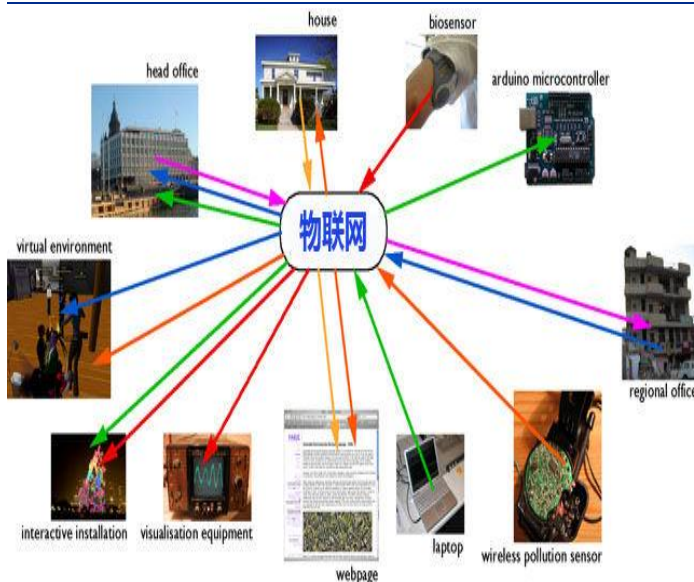 house
biosensor
head office
arduino microcontroller
物联网
virtual environment
regional office
interactive installation
visualisation equipment
webpage
laptop
wireless pollution sensor